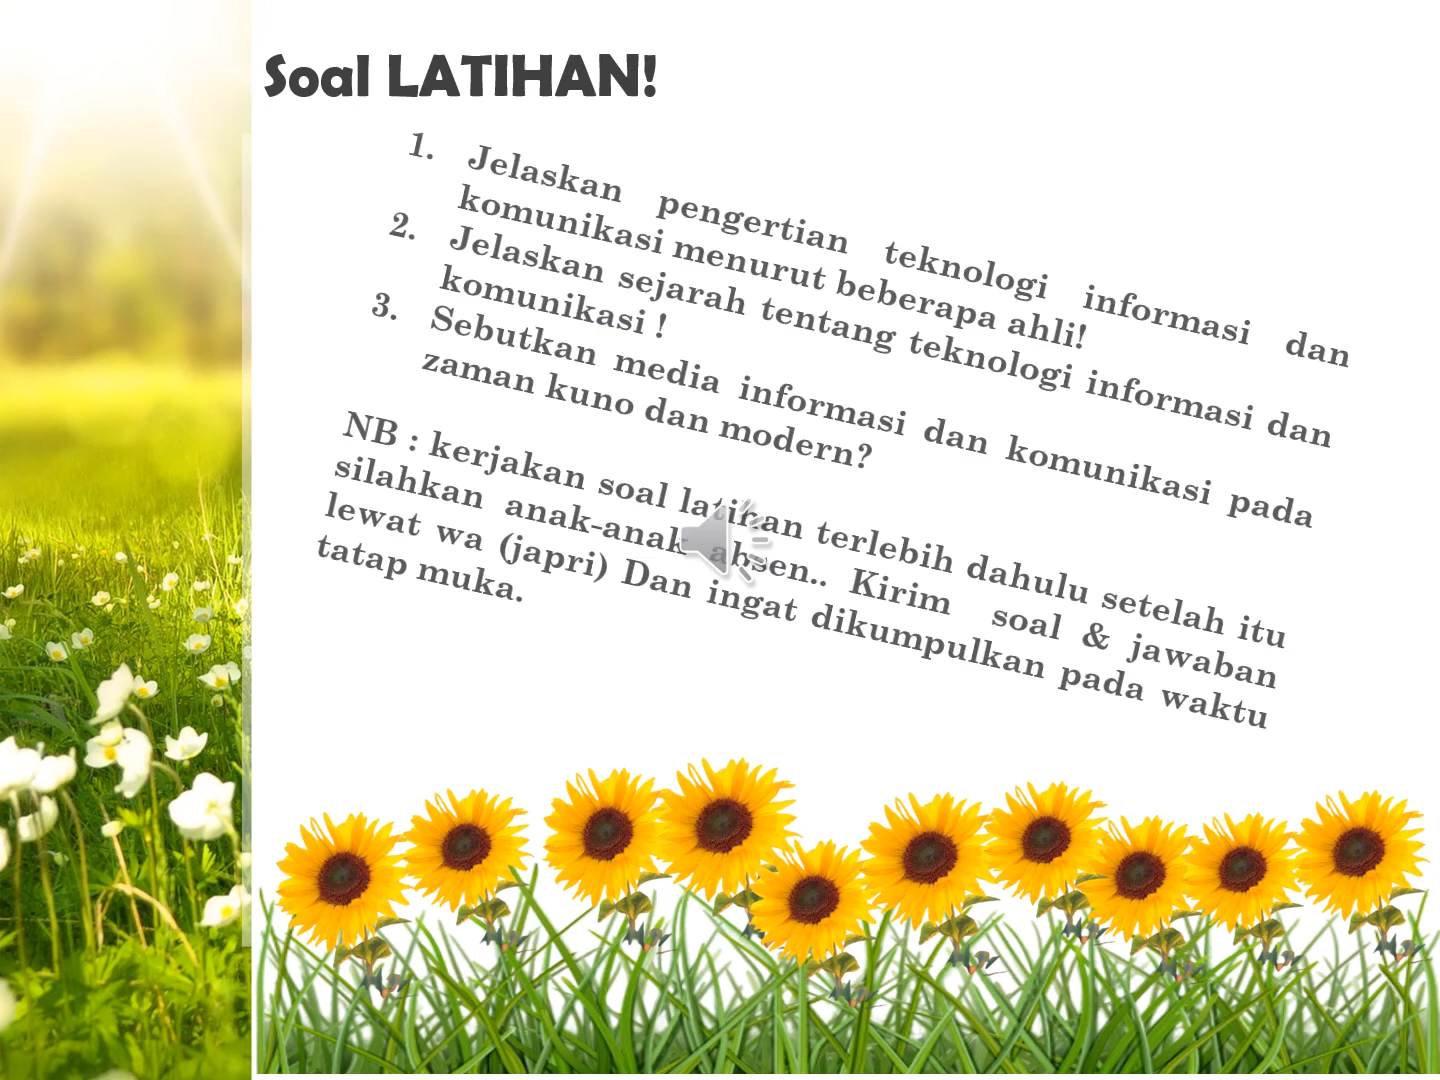 Soal LATIHAN!
1. Jelaskan pengertian teknologi informasi dan
komunikasi menurut beberapa ahli!
2. Jelaskan sejarah tentang teknologi informasi dan
komunikasi !
3. Sebutkan media informasi dan komunikasi pada
zaman kuno dan modern?
NB : kerjakan soal latihan terlebih dahulu setelah itu
silahkan anak-anak absen.. Kirim soal & jawaban
lewat wa (japri) Dan ingat dikumpulkan pada waktu
tatap muka.